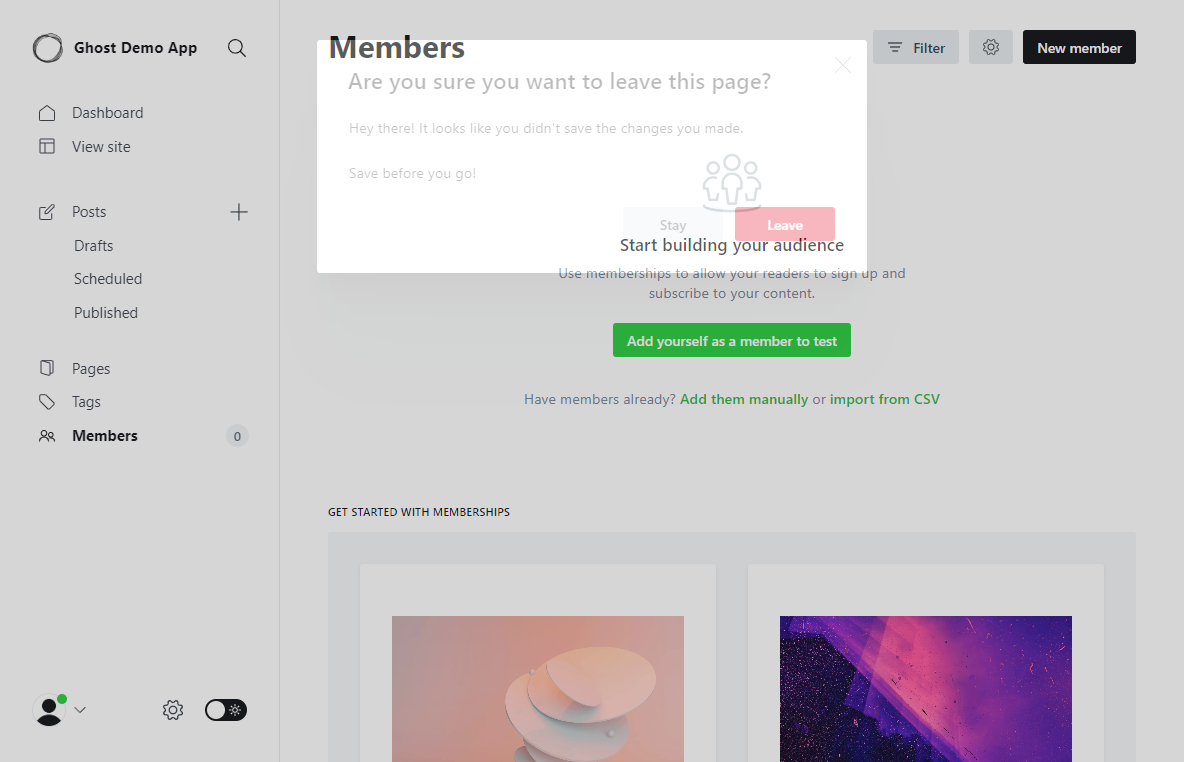 Ghost Demo App
Dashboard
View site
Posts
Drafts
Scheduled
Published
Pages
Tags
Members
0
Members
Filter
New member
Are you sure you want to leave this page?
Hey there! It looks like you didn't save the changes you made.
Save before you go!
Stay
Leave
Start building your audience
Use memberships to allow your readers to sign up and
subscribe to your content.
Add yourself as a member to test
Have members already? Add them manually or import from CSV
GET STARTED WITH MEMBERSHIPS